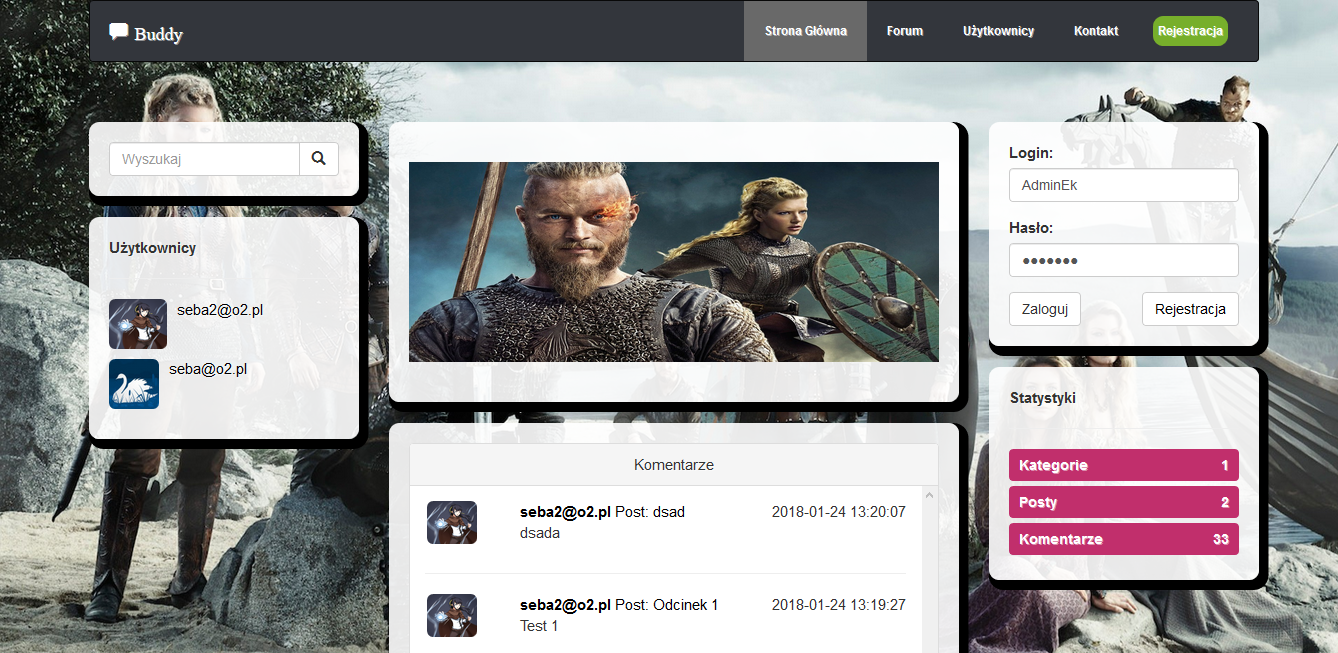 Buddy
Strona Główna
Forum
Użytkownicy
Kontakt
Rejestracja
Wyszukaj
Użytkownicy
seba2@o2.pl
seba@o2.pl
Komentarze
seba2@o2.pl Post: dsad 2018-01-24 13:20:07
dsada
seba2@o2.pl Post: Odcinek 1 2018-01-24 13:19:27
Test 1
Login:
AdminEk
Hasło:
•••••••
Zaloguj
Rejestracja
Statystyki
Kategorie 1
Posty 2
Komentarze 33